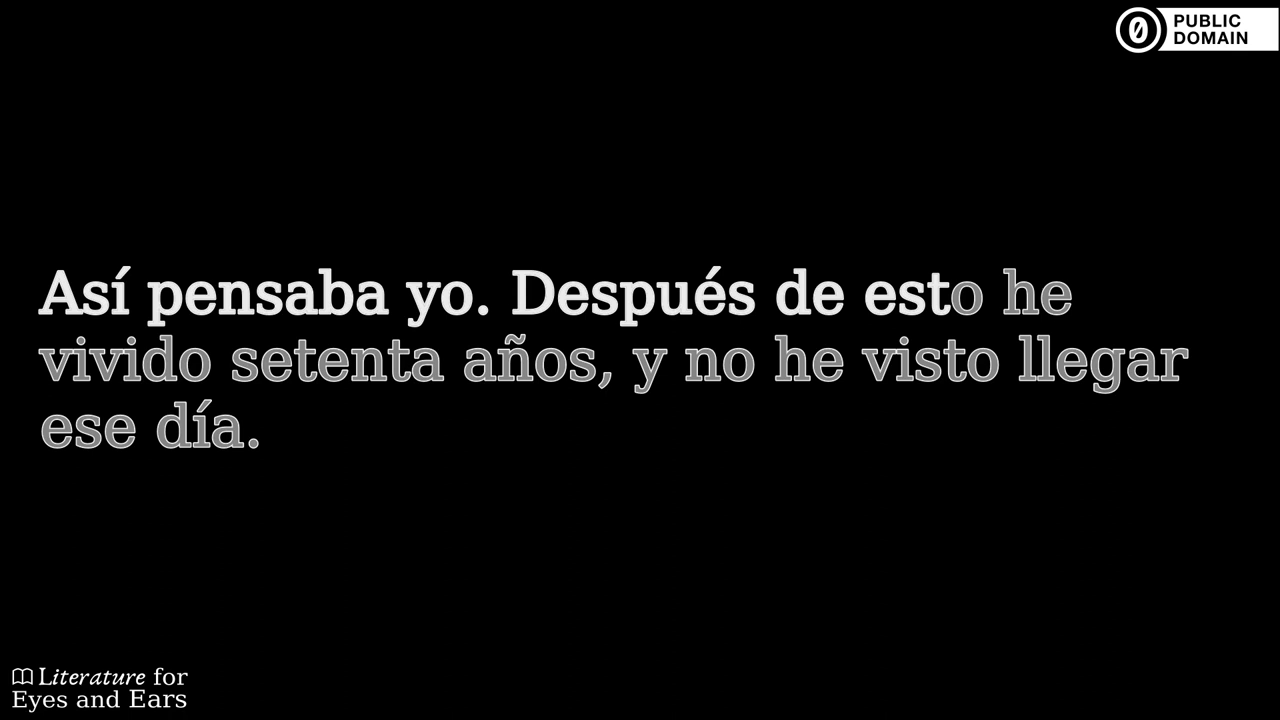 PUBLIC
DOMAIN
Así pensaba yo. Después de esto he
vivido setenta años, y no he visto llegar
ese día.
Literature for
Eyes and Ears